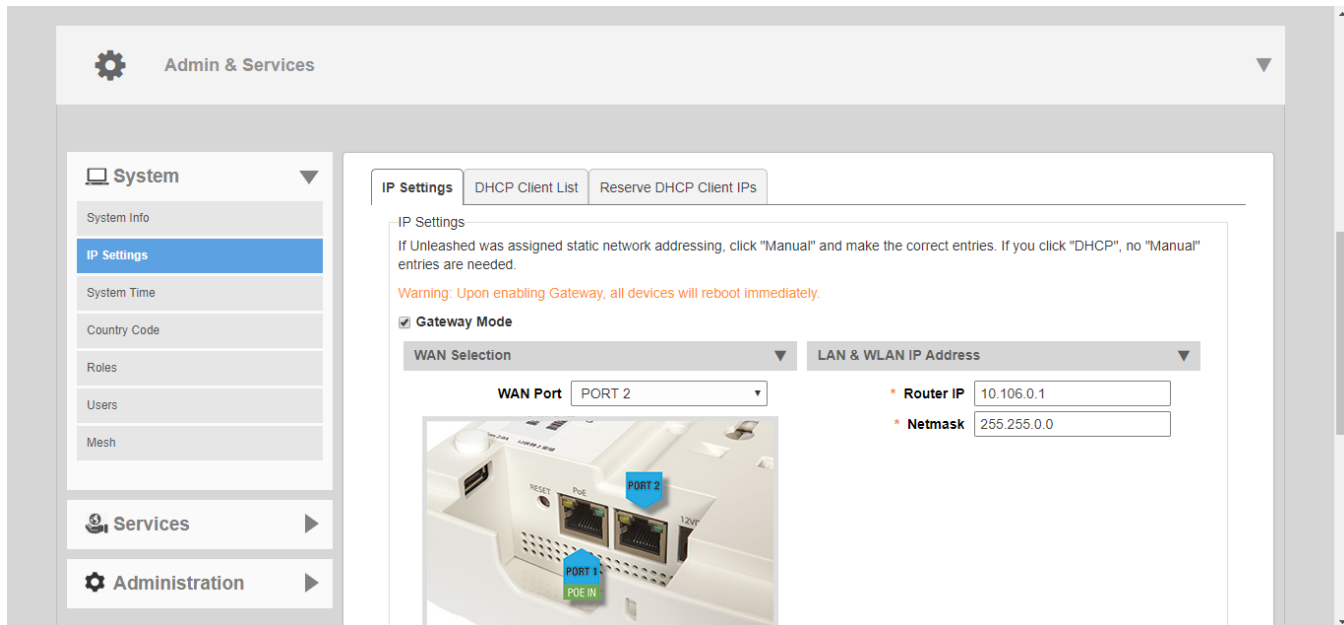 Admin & Services
System
System Info
IP Settings
System Time
Country Code
Roles
Users
Mesh
Services
Administration
IP Settings
DHCP Client List
Reserve DHCP Client IPs
IP Settings
If Unleashed was assigned static network addressing, click "Manual" and make the correct entries. If you click "DHCP", no "Manual"
entries are needed.
Warning: Upon enabling Gateway, all devices will reboot immediately.
Gateway Mode
WAN Selection
WAN Port PORT 2
RESET
PoE
PORT 2
PORT 1
POE IN
LAN & WLAN IP Address
* Router IP 10.106.0.1
* Netmask 255.255.0.0